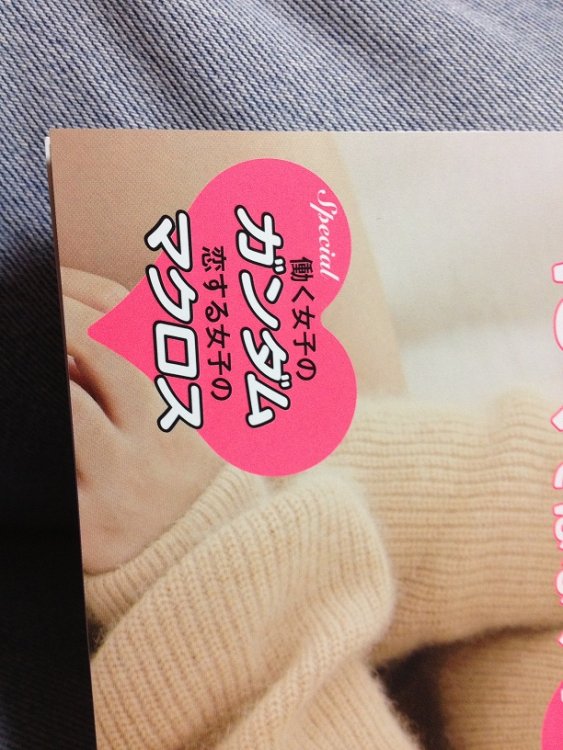 Special
働く女子の
ガンダム
恋する女子の
マクロス